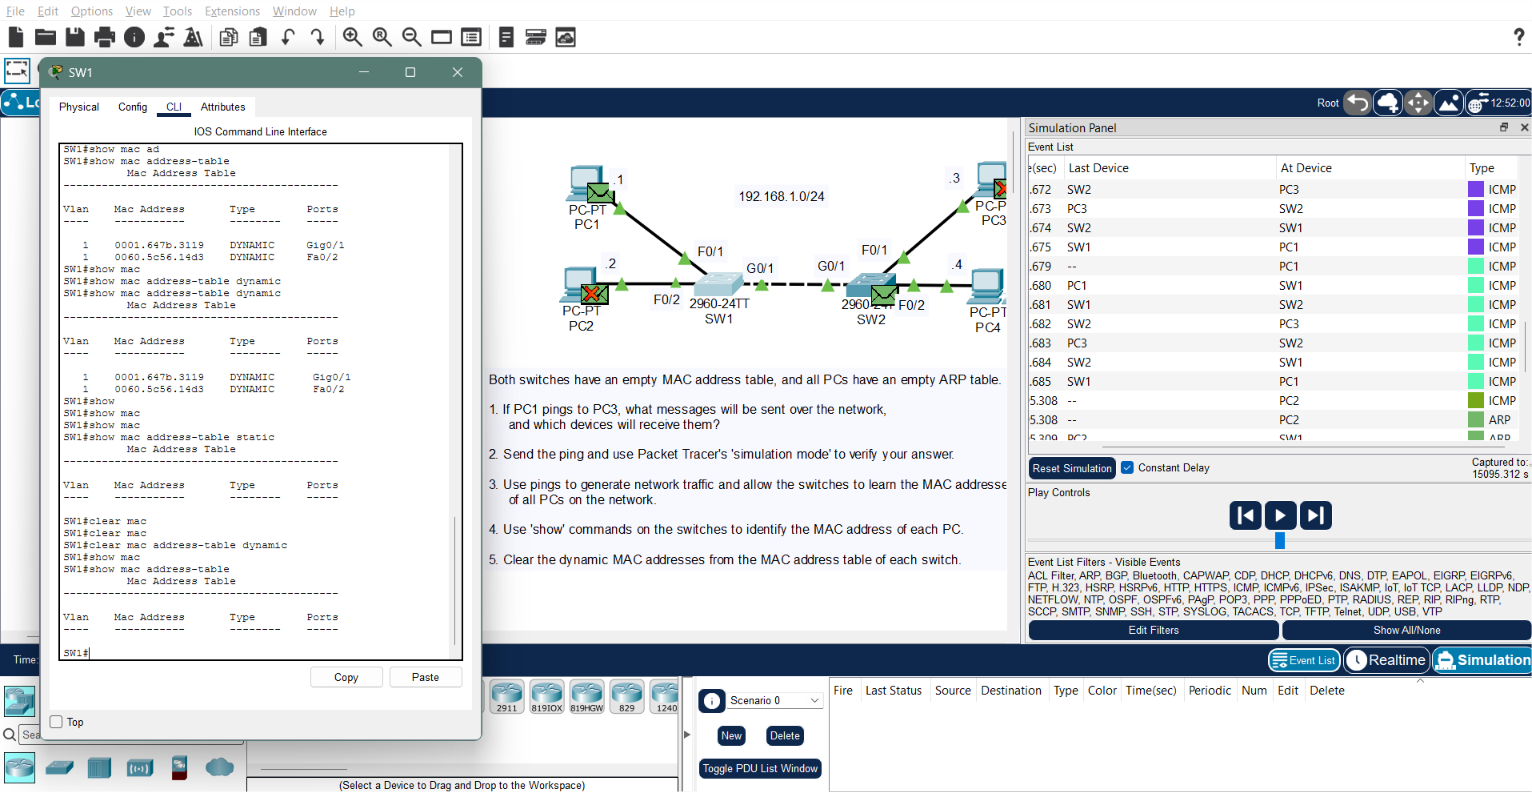 File Edit Options View Tools Extensions Window Help
SW1
Physical Config CLI Attributes
IOS Command Line Interface
SW1#show mac ad
SW1#show mac address-table
Mac Address Table
-------------------------------------------
Vlan Mac Address Type Ports
---- ----------- -------- -----
1 0001.647b.3119 DYNAMIC Gig0/1
1 0060.5c56.14d3 DYNAMIC Fa0/2
SW1#show mac
SW1#show mac address-table dynamic
SW1#show mac address-table dynamic
Mac Address Table
-------------------------------------------
Vlan Mac Address Type Ports
---- ----------- -------- -----
1 0001.647b.3119 DYNAMIC Gig0/1
1 0060.5c56.14d3 DYNAMIC Fa0/2
SW1#show
SW1#show mac
SW1#show mac
SW1#show mac address-table static
Mac Address Table
-------------------------------------------
Vlan Mac Address Type Ports
---- ----------- -------- -----
SW1#clear mac
SW1#clear mac
SW1#clear mac address-table dynamic
SW1#show mac
SW1#show mac address-table
Mac Address Table
-------------------------------------------
Vlan Mac Address Type Ports
---- ----------- -------- -----
SW1#
Copy Paste
Top
Root 12:52:00
192.168.1.0/24
.1
PC-PT
PC1
.2
PC-PT
PC2
.3
PC-P
PC3
.4
PC-PT
PC4
F0/1
F0/2
G0/1
2960-24TT
SW1
G0/1
F0/1
F0/2
SW2
Both switches have an empty MAC address table, and all PCs have an empty ARP table.
1. If PC1 pings to PC3, what messages will be sent over the network,
and which devices will receive them?
2. Send the ping and use Packet Tracer's 'simulation mode' to verify your answer.
3. Use pings to generate network traffic and allow the switches to learn the MAC addresse
of all PCs on the network.
4. Use 'show' commands on the switches to identify the MAC address of each PC.
5. Clear the dynamic MAC addresses from the MAC address table of each switch.
Simulation Panel
Event List
e(sec) Last Device At Device Type
.672 SW2 PC3 ICMP
.673 PC3 SW2 ICMP
.674 SW2 SW1 ICMP
.675 SW1 PC1 ICMP
.679 -- PC1 ICMP
.680 PC1 SW1 ICMP
.681 SW1 SW2 ICMP
.682 SW2 PC3 ICMP
.683 PC3 SW2 ICMP
.684 SW2 SW1 ICMP
.685 SW1 PC1 ICMP
5.308 -- PC2 ICMP
5.308 -- PC2 ARP
5.309 PC2 SW1 ARP
Reset Simulation Constant Delay
Captured to:
15095.312 s
Play Controls
Event List Filters - Visible Events
ACL Filter, ARP, BGP, Bluetooth, CAPWAP, CDP, DHCP, DHCPv6, DNS, DTP, EAPOL, EIGRP, EIGRPv6,
FTP, H.323, HSRP, HSRPv6, HTTP, HTTPS, ICMP, ICMPv6, IPSec, ISAKMP, IoT, IoT TCP, LACP, LLDP, NDP,
NETFLOW, NTP, OSPF, OSPFv6, PAgP, POP3, PPP, PPPoED, PTP, RADIUS, REP, RIP, RIPng, RTP,
SCCP, SMTP, SNMP, SSH, STP, SYSLOG, TACACS, TCP, TFTP, Telnet, UDP, USB, VTP
Edit Filters Show All/None
Time:
Event List Realtime Simulation
2911 819IOX 819HGW 829 1240
(Select a Device to Drag and Drop to the Workspace)
Scenario 0
New Delete
Toggle PDU List Window
Fire Last Status Source Destination Type Color Time(sec) Periodic Num Edit Delete